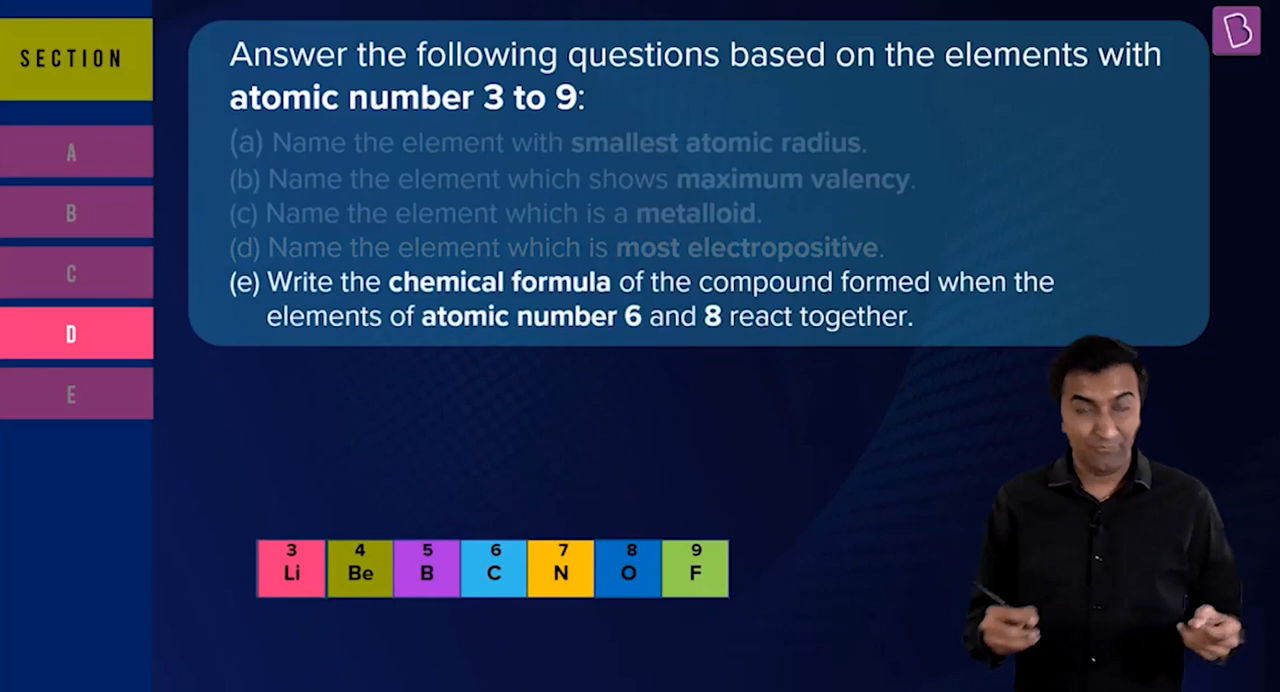 SECTION
A
B
C
D
E
Answer the following questions based on the elements with
atomic number 3 to 9:
(a) Name the element with smallest atomic radius.
(b) Name the element which shows maximum valency.
(c) Name the element which is a metalloid.
(d) Name the element which is most electropositive.
(e) Write the chemical formula of the compound formed when the
elements of atomic number 6 and 8 react together.
B
3 4 5 6 7 8 9
Li Be B C N O F